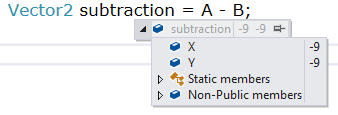 Vector2 subtraction = A - B;
subtraction -9 -9
X -9
Y -9
Static members
Non-Public members